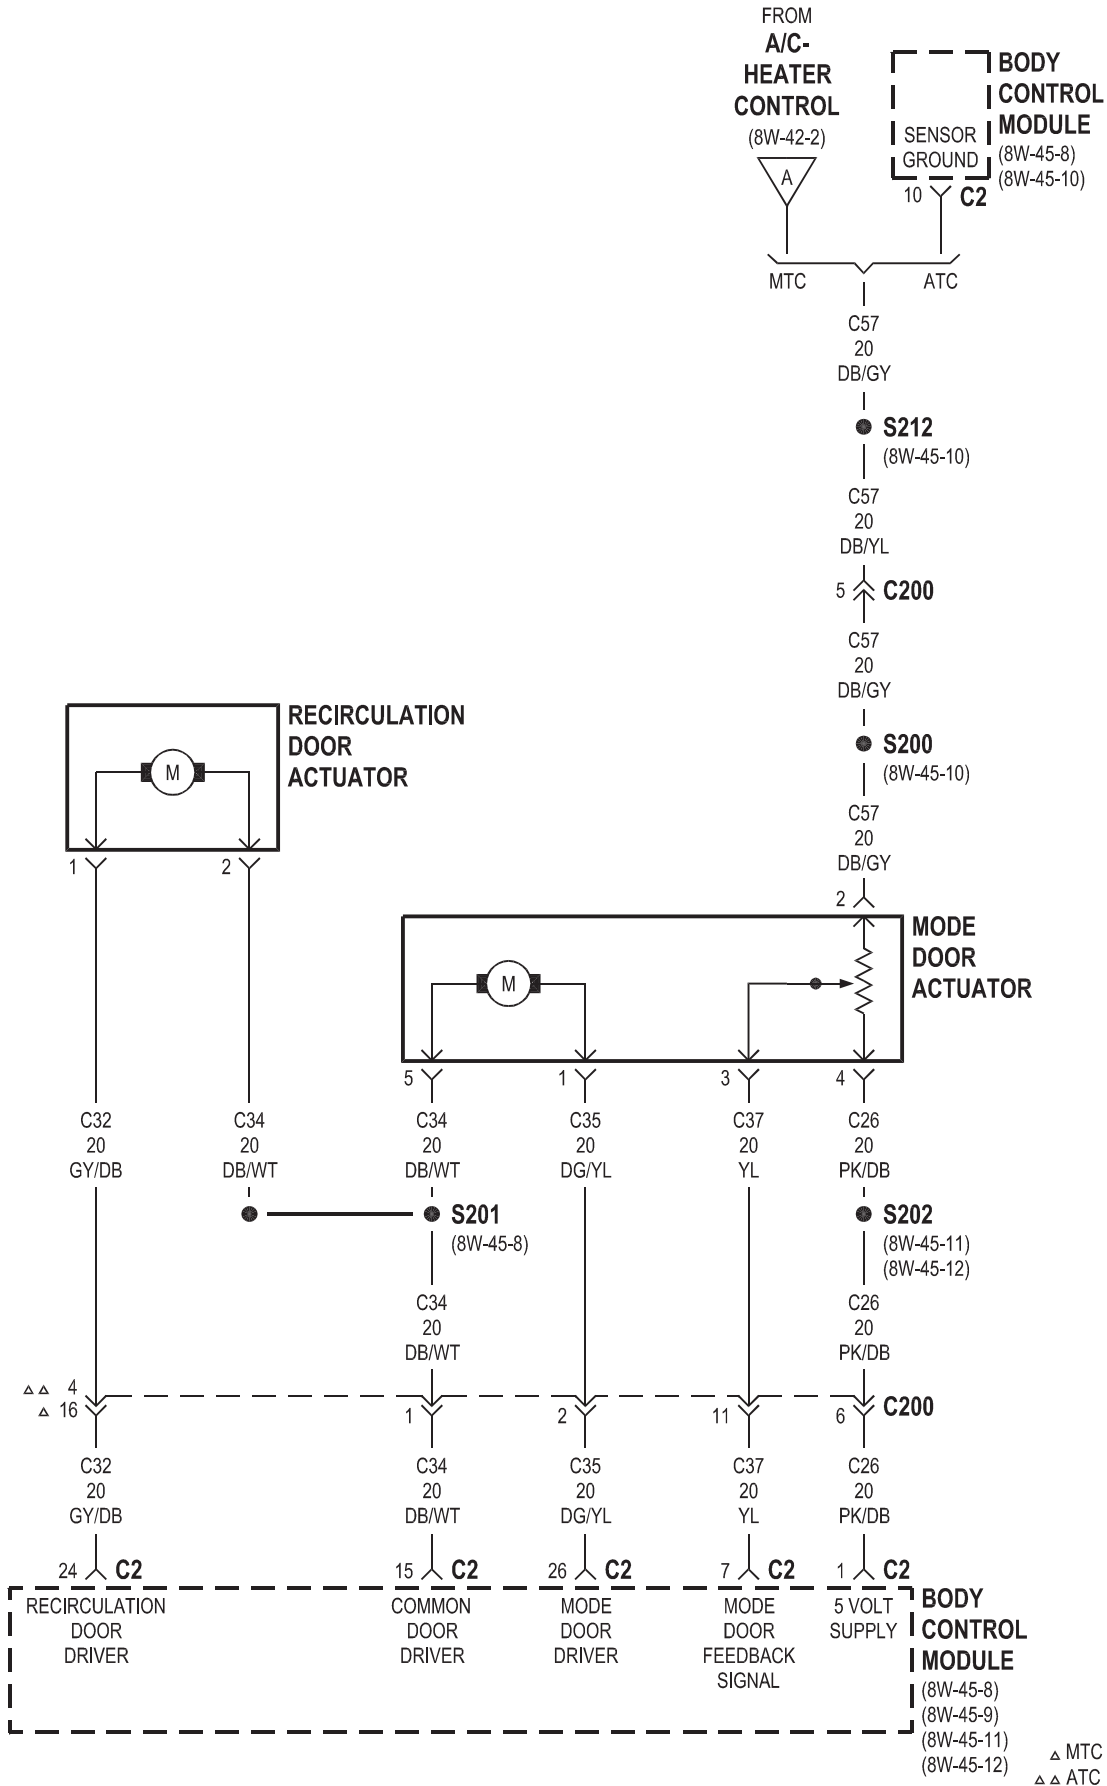 FROM
A/C-
HEATER
CONTROL
(8W-42-2)
A
BODY
CONTROL
MODULE
(8W-45-8)
(8W-45-10)
SENSOR
GROUND
10
C2
MTC
ATC
C57
20
DB/GY
S212
(8W-45-10)
C57
20
DB/YL
5
C200
C57
20
DB/GY
S200
(8W-45-10)
C57
20
DB/GY
2
RECIRCULATION
DOOR
ACTUATOR
M
1
2
MODE
DOOR
ACTUATOR
M
5
1
3
4
C32
20
GY/DB
C34
20
DB/WT
C34
20
DB/WT
C35
20
DG/YL
C37
20
YL
C26
20
PK/DB
S201
(8W-45-8)
S202
(8W-45-11)
(8W-45-12)
C34
20
DB/WT
C26
20
PK/DB
4
16
1
2
11
6
C200
C32
20
GY/DB
C34
20
DB/WT
C35
20
DG/YL
C37
20
YL
C26
20
PK/DB
24 C2
15 C2
26 C2
7 C2
1 C2
RECIRCULATION
DOOR
DRIVER
COMMON
DOOR
DRIVER
MODE
DOOR
DRIVER
MODE
DOOR
FEEDBACK
SIGNAL
5 VOLT
SUPPLY
BODY
CONTROL
MODULE
(8W-45-8)
(8W-45-9)
(8W-45-11)
(8W-45-12)
MTC
ATC